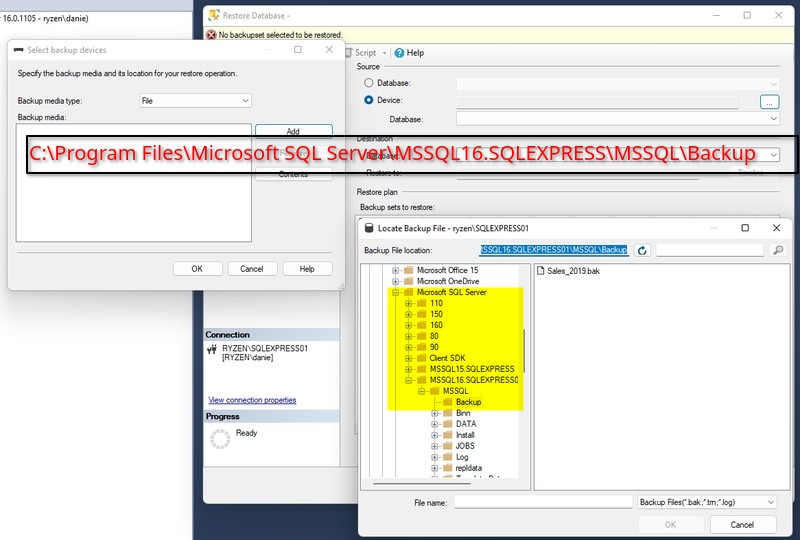 16.0.1105 - ryzen\danie)
Restore Database -
No backupset selected to be restored.
Select backup devices
Specify the backup media and its location for your restore operation.
Backup media type:
File
Backup media:
Add
Contents
OK
Cancel
Help
Script
Help
Source
Database:
Device:
...
Database:
Destination
C:\Program Files\Microsoft SQL Server\MSSQL16.SQLEXPRESS\MSSQL\Backup
Restore to:
Restore plan
Backup sets to restore:
Connection
RYZEN\SQLEXPRESS01
[RYZEN\danie]
View connection properties
Progress
Ready
Locate Backup File - ryzen\SQLEXPRESS01
Backup File location:
MSSQL16.SQLEXPRESS01\MSSQL\Backup
Microsoft Office 15
Microsoft OneDrive
Microsoft SQL Server
110
150
160
80
90
Client SDK
MSSQL15.SQLEXPRESS
MSSQL16.SQLEXPRESS0
MSSQL
Backup
Binn
DATA
Install
JOBS
Log
repldata
Sales_2019.bak
File name:
Backup Files(*.bak;*.trn;*.log)
OK
Cancel